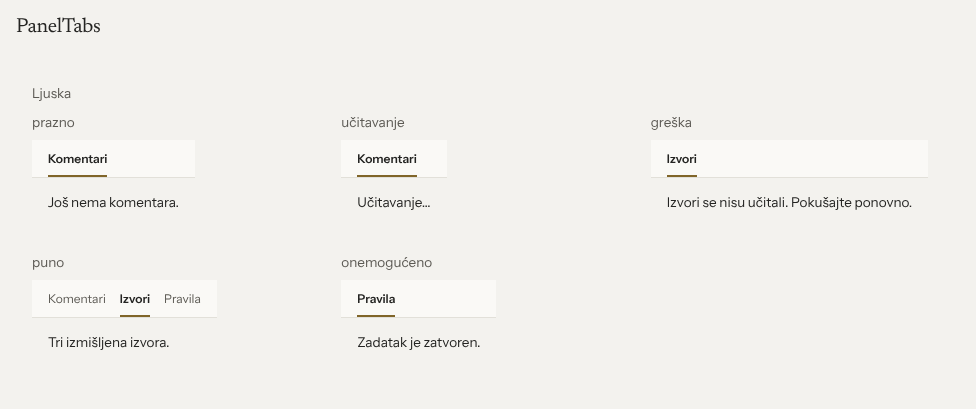 PanelTabs
Ljuska
prazno
Komentari
Još nema komentara.
učitavanje
Komentari
Učitavanje…
greška
Izvori
Izvori se nisu učitali. Pokušajte ponovno.
puno
Komentari Izvori Pravila
Tri izmišljena izvora.
onemogućeno
Pravila
Zadatak je zatvoren.